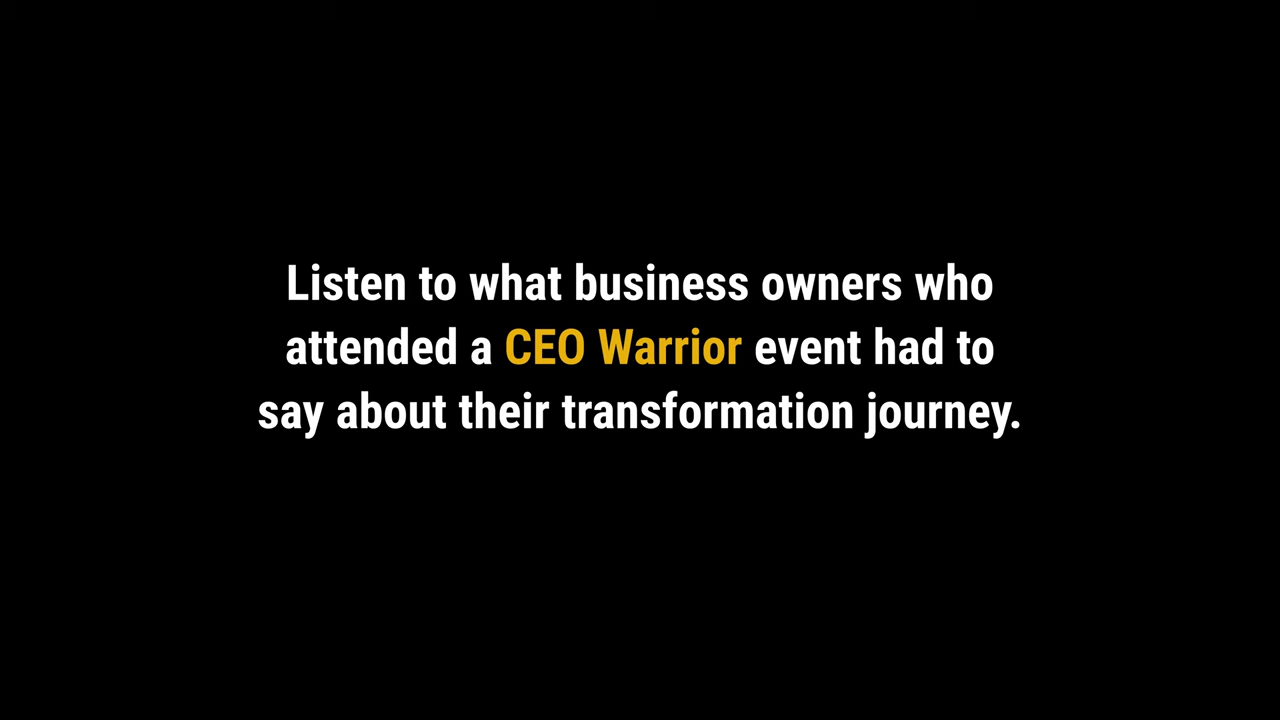 Listen to what business owners who
attended a CEO Warrior event had to
say about their transformation journey.